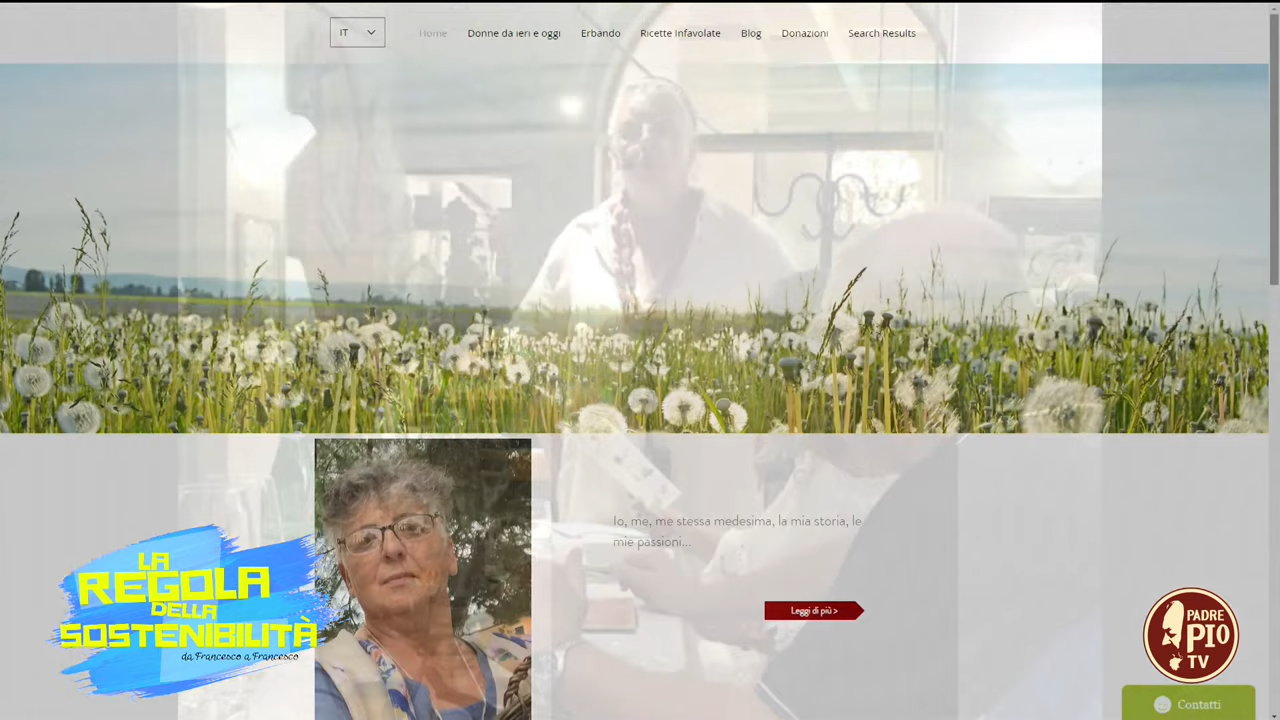 IT
Home
Donne da ieri e oggi
Erbando
Ricette Infavolate
Blog
Donazioni
Search Results
Io, me, me stessa medesima, la mia storia, le
mie passioni...
Leggi di più >
LA
REGOLA
DELLA
SOSTENIBILITÀ
da Francesco a Francesco
PADRE
PIO
TV
Contatti